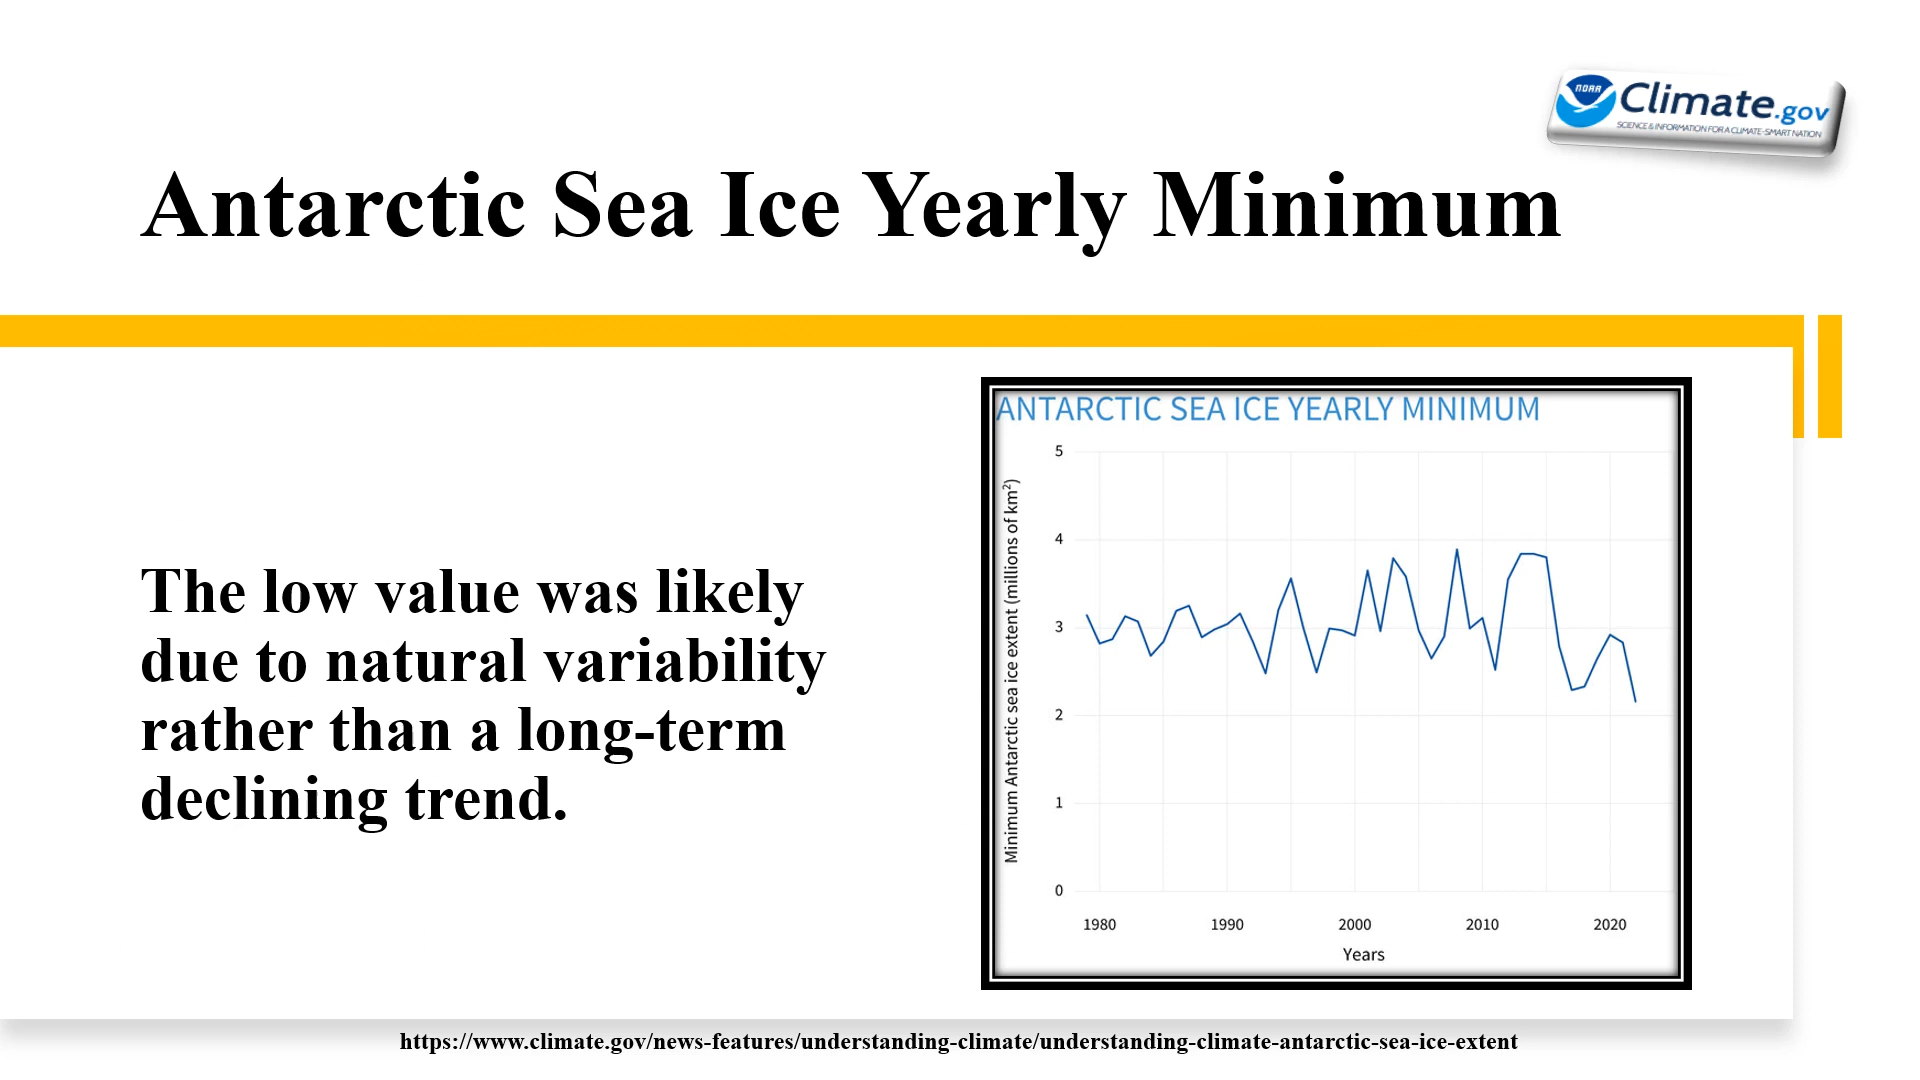 NOAA
Climate.gov
SCIENCE & INFORMATION FOR A CLIMATE-SMART NATION
Antarctic Sea Ice Yearly Minimum
The low value was likely
due to natural variability
rather than a long-term
declining trend.
ANTARCTIC SEA ICE YEARLY MINIMUM
Minimum Antarctic sea ice extent (millions of km²)
5
4
3
2
1
0
1980 1990 2000 2010 2020
Years
https://www.climate.gov/news-features/understanding-climate/understanding-climate-antarctic-sea-ice-extent